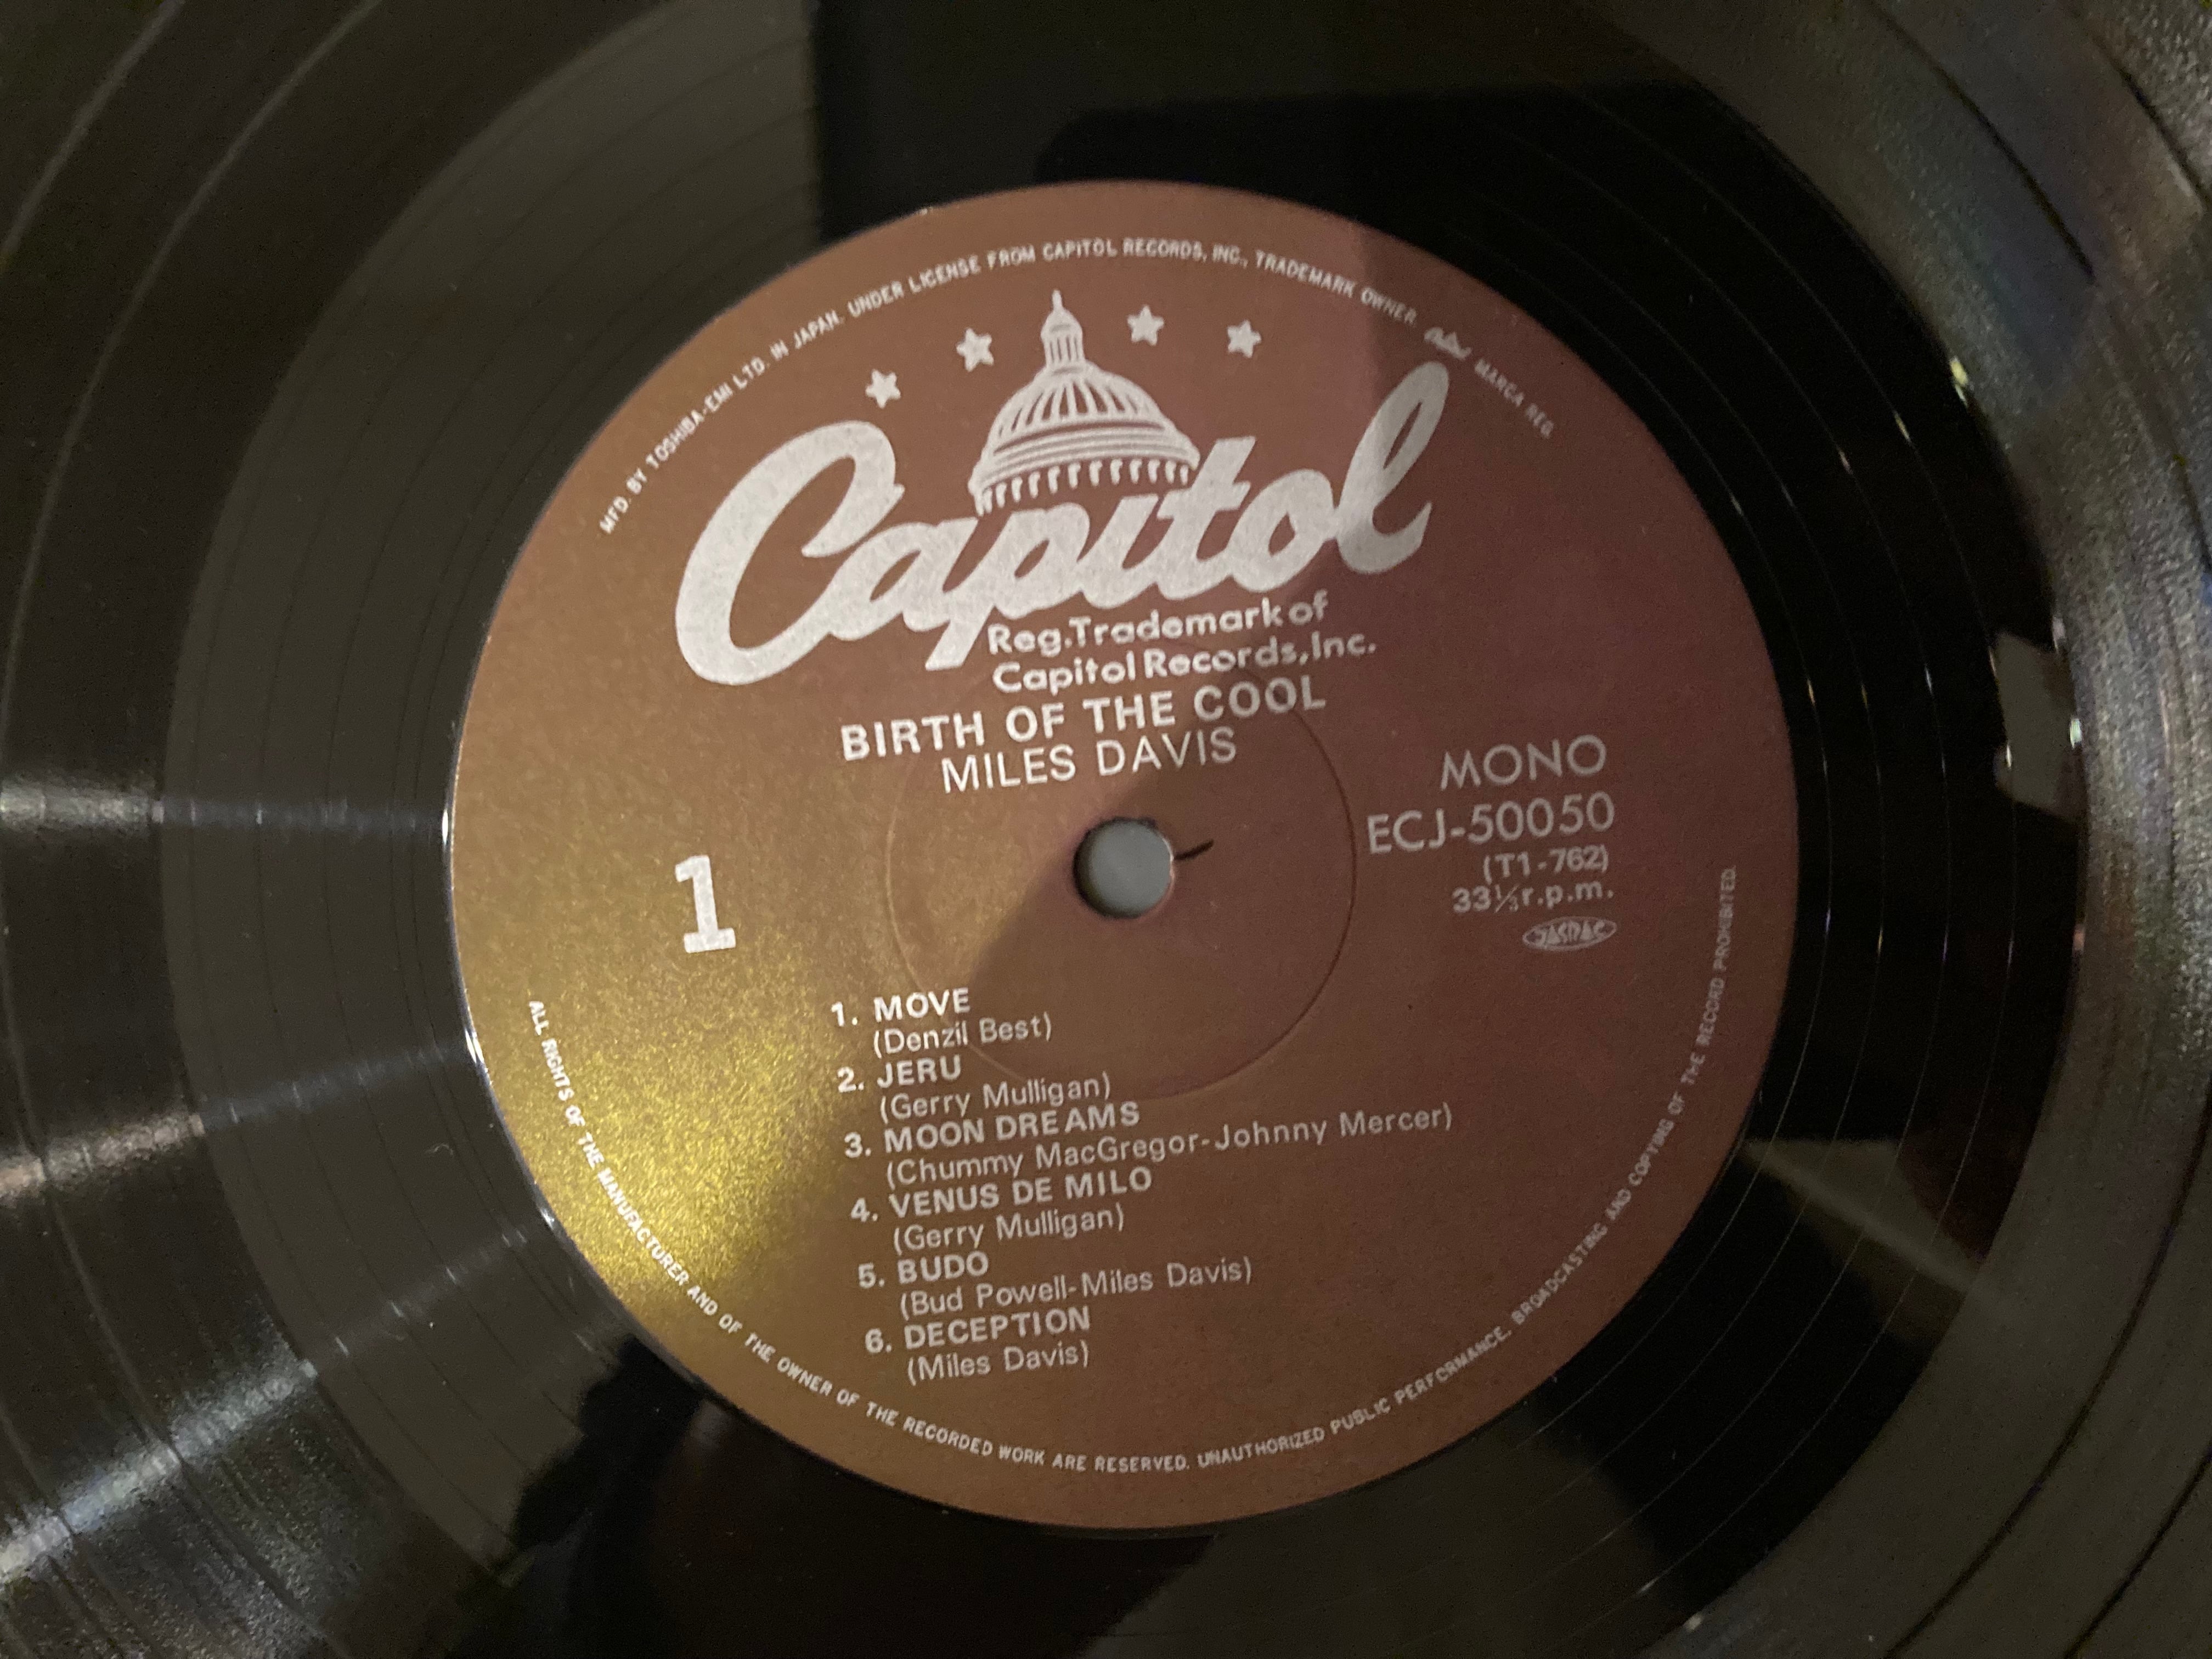 MFD. BY TOSHIBA-EMI LTD. IN JAPAN. UNDER LICENSE FROM CAPITOL RECORDS, INC., TRADEMARK OWNER. MARCA REG.
Capitol
Reg.Trademark of
Capitol Records,Inc.
BIRTH OF THE COOL
MILES DAVIS
MONO
ECJ-50050
(T1-762)
33⅓r.p.m.
JASRAC
1
1. MOVE
(Denzil Best)
2. JERU
(Gerry Mulligan)
3. MOON DREAMS
(Chummy MacGregor-Johnny Mercer)
4. VENUS DE MILO
(Gerry Mulligan)
5. BUDO
(Bud Powell-Miles Davis)
6. DECEPTION
(Miles Davis)
ALL RIGHTS OF THE MANUFACTURER AND OF THE OWNER OF THE RECORDED WORK ARE RESERVED. UNAUTHORIZED PUBLIC PERFORMANCE, BROADCASTING AND COPYING OF THE RECORD PROHIBITED.